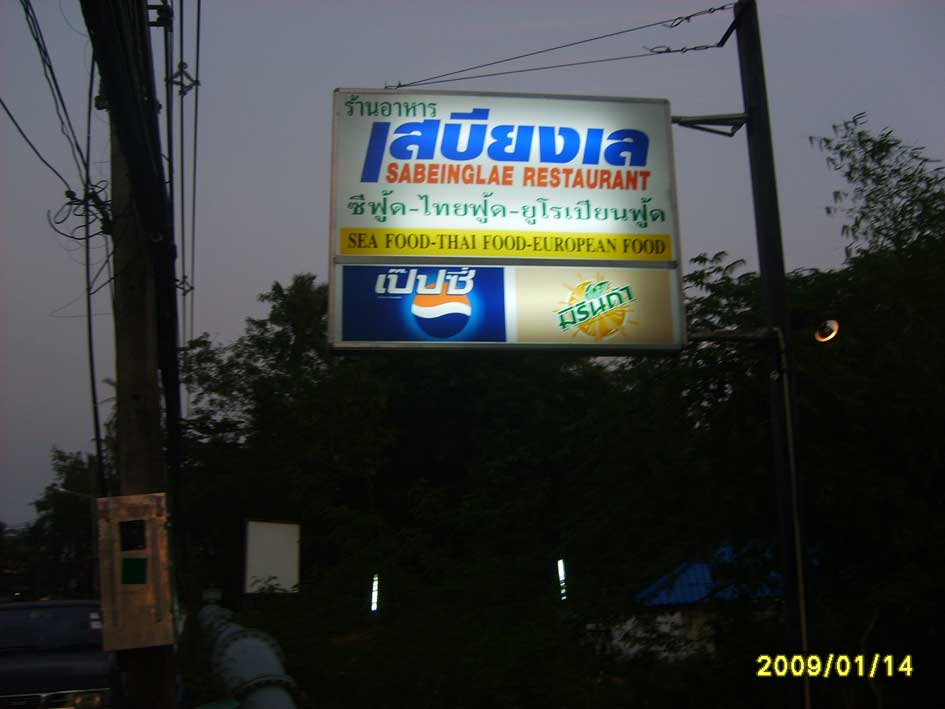 ร้านอาหาร
เสบียงเล
SABEINGLAE RESTAURANT
ซีฟู้ด-ไทยฟู้ด-ยูโรเปียนฟู้ด
SEA FOOD-THAI FOOD-EUROPEAN FOOD
เป๊ปซี่
มิรินด้า
2009/01/14